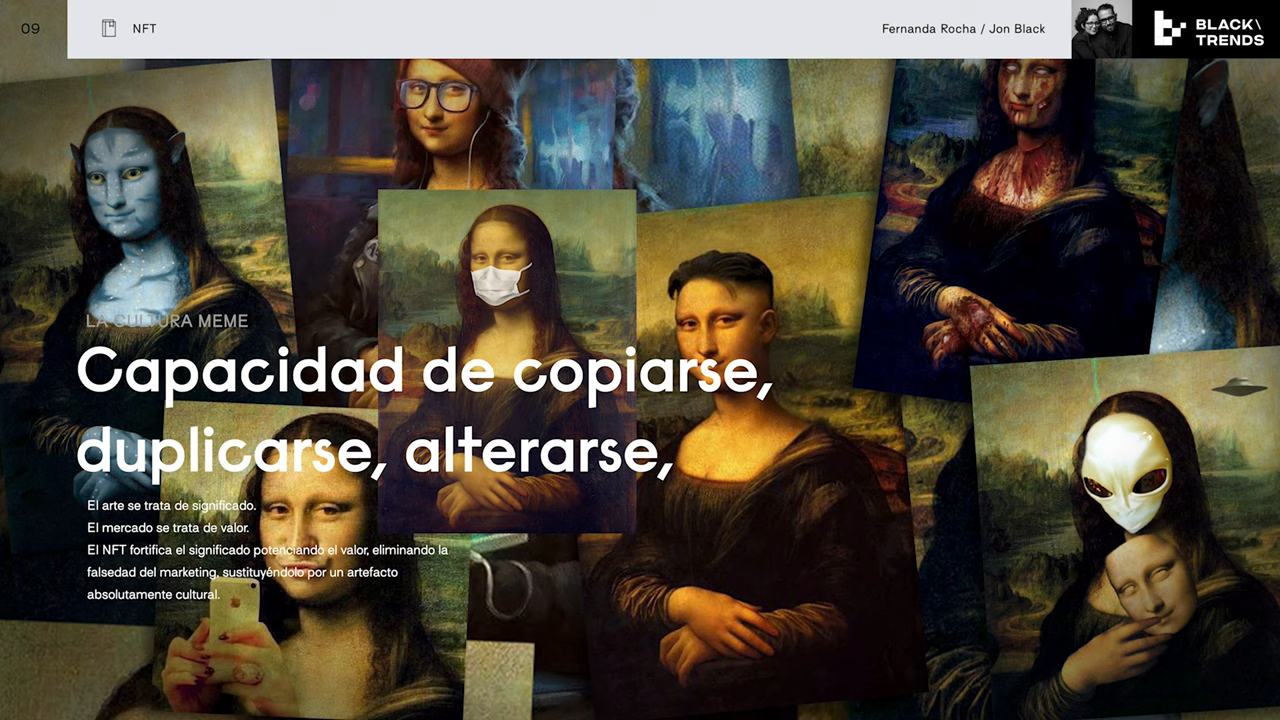 09
NFT
Fernanda Rocha / Jon Black
BLACK\
TRENDS
LA CULTURA MEME
Capacidad de copiarse,
duplicarse, alterarse,
El arte se trata de significado.
El mercado se trata de valor.
El NFT fortifica el significado potenciando el valor, eliminando la
falsedad del marketing, sustituyéndolo por un artefacto
absolutamente cultural.